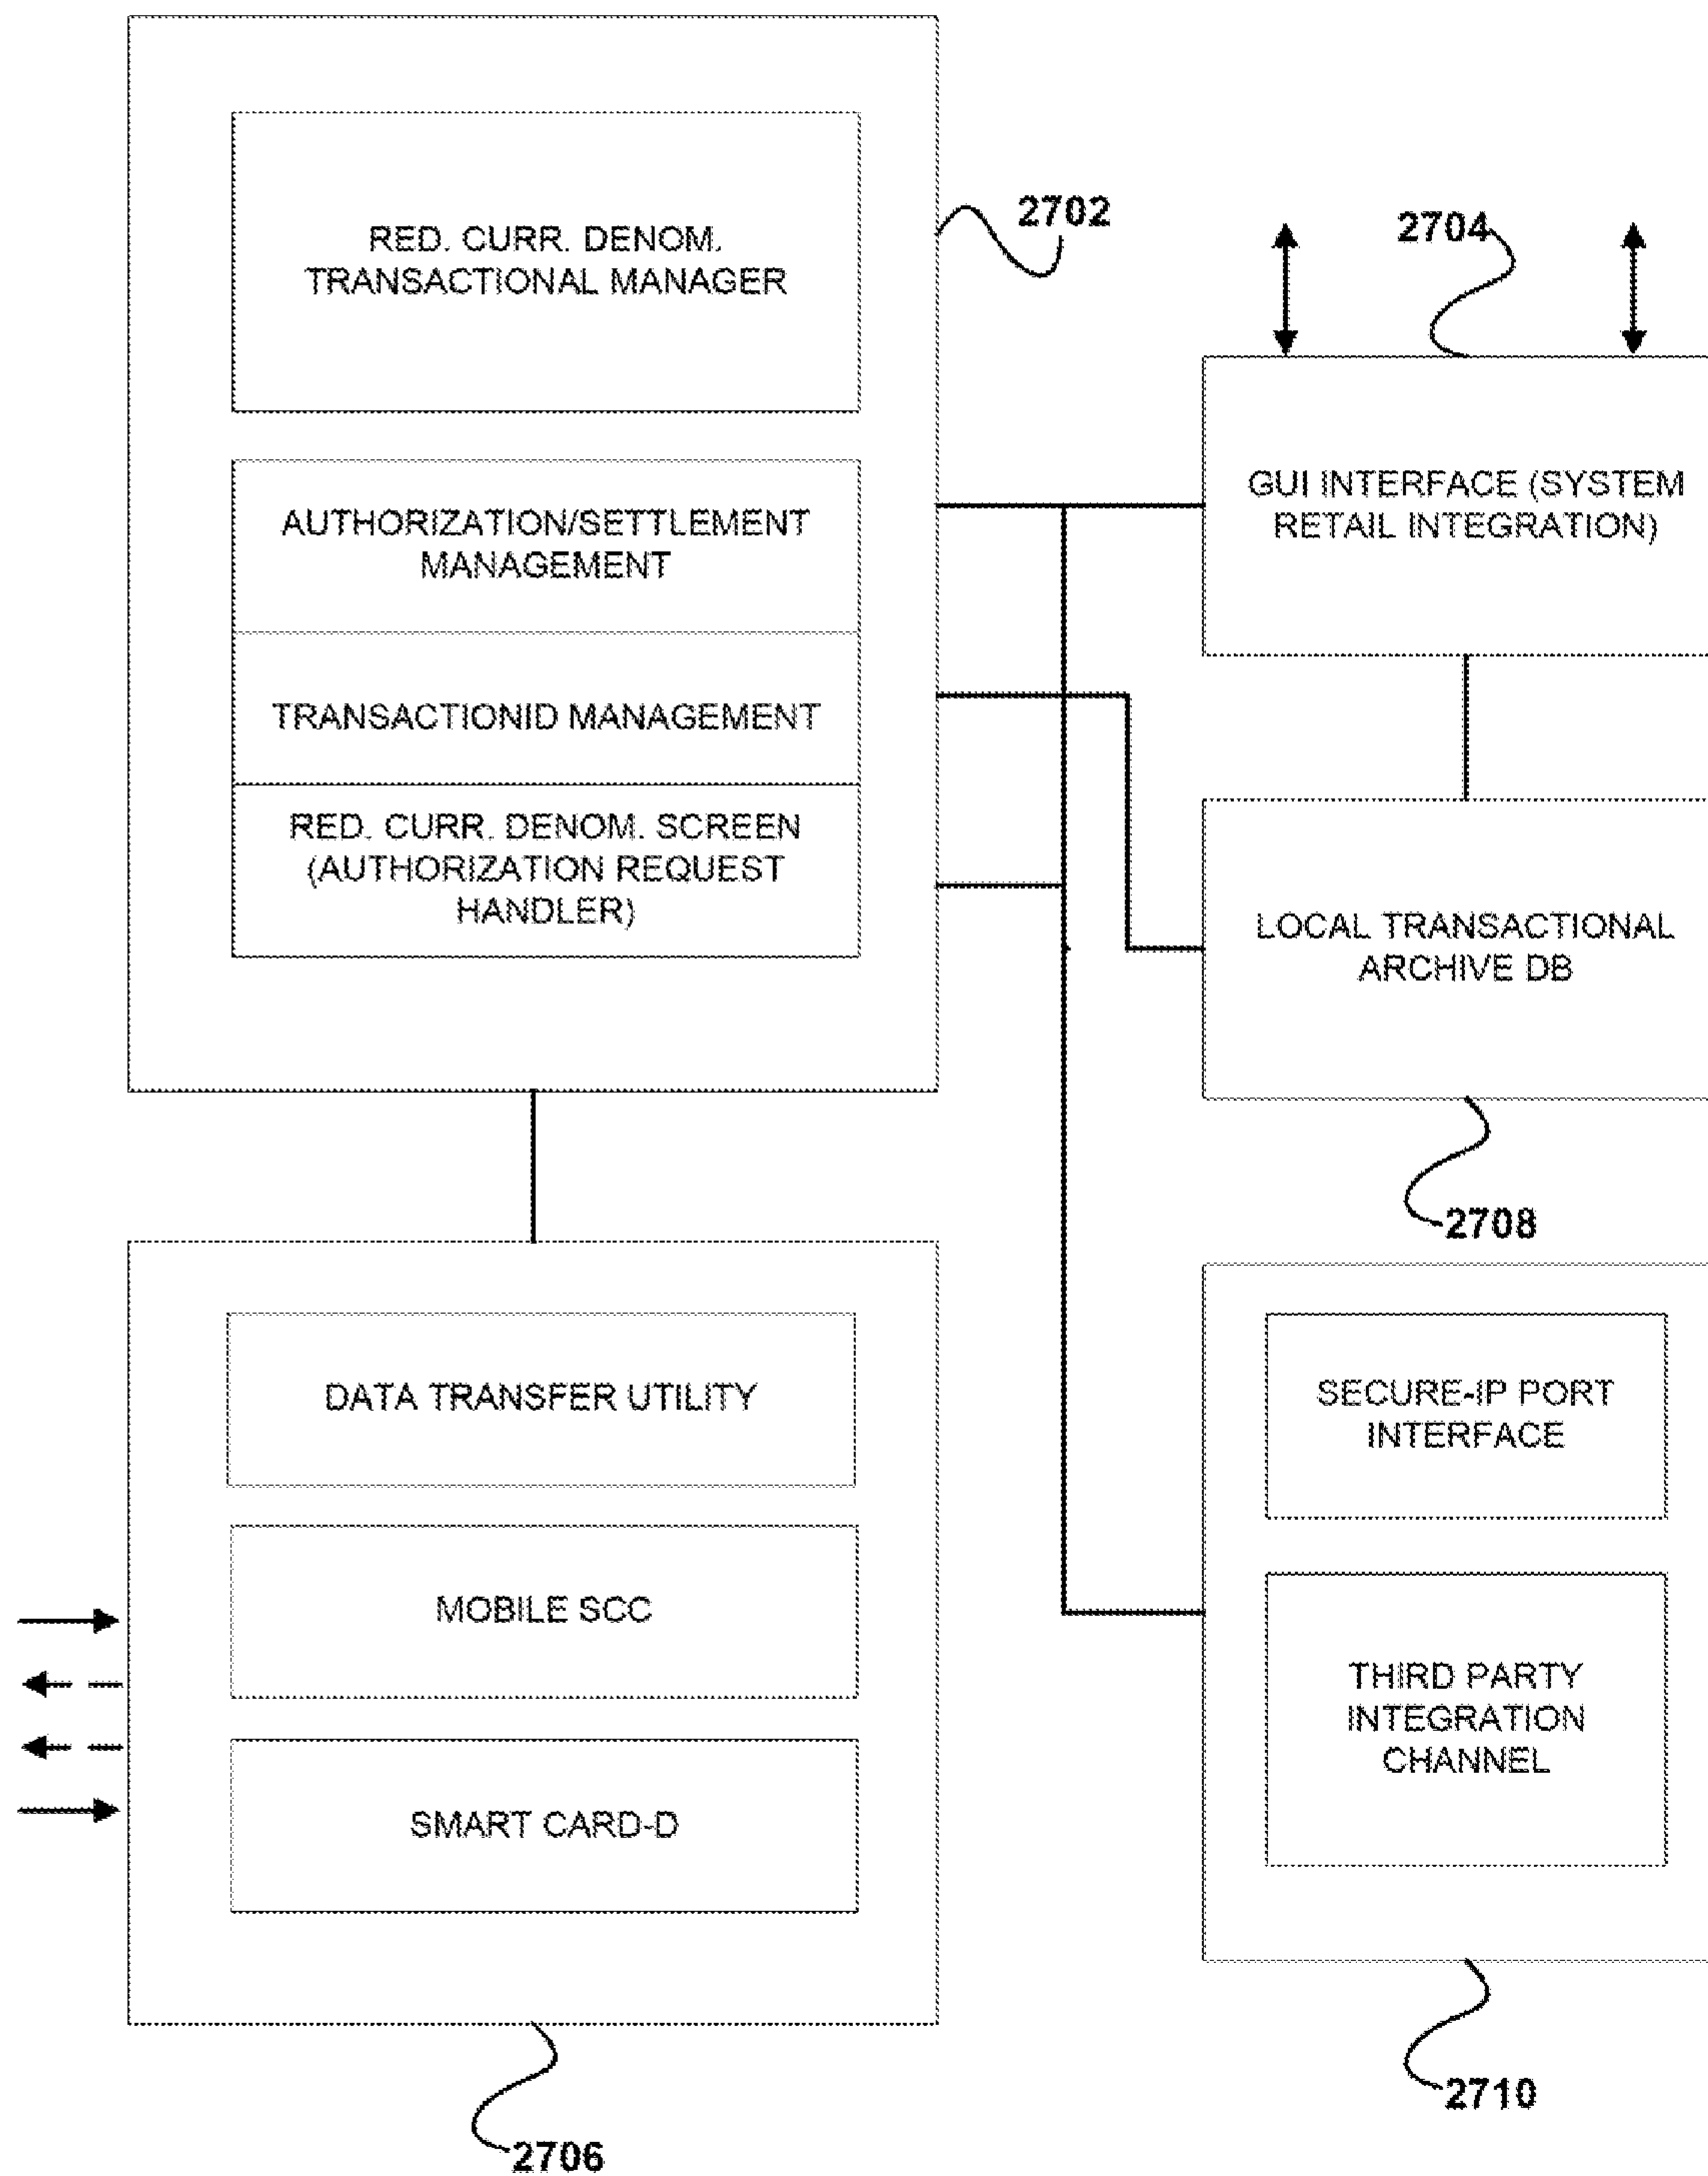 RED. CURR. DENOM.
TRANSACTIONAL MANAGER
2702
AUTHORIZATION/SETTLEMENT
MANAGEMENT
TRANSACTIONID MANAGEMENT
RED. CURR. DENOM. SCREEN
(AUTHORIZATION REQUEST
HANDLER)
2704
GUI INTERFACE (SYSTEM
RETAIL INTEGRATION)
LOCAL TRANSACTIONAL
ARCHIVE DB
2708
DATA TRANSFER UTILITY
MOBILE SCC
SMART CARD-D
2706
SECURE-IP PORT
INTERFACE
THIRD PARTY
INTEGRATION
CHANNEL
2710